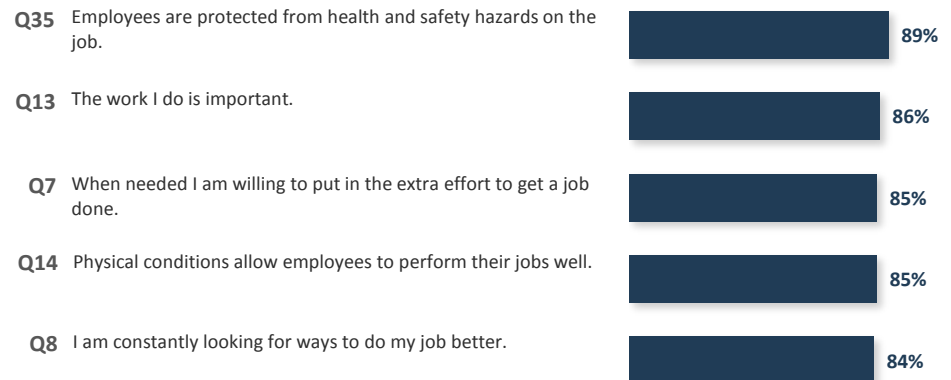 Q35 Employees are protected from health and safety hazards on the
job.
89%
Q13 The work I do is important.
86%
Q7 When needed I am willing to put in the extra effort to get a job
done.
85%
Q14 Physical conditions allow employees to perform their jobs well.
85%
Q8 I am constantly looking for ways to do my job better.
84%